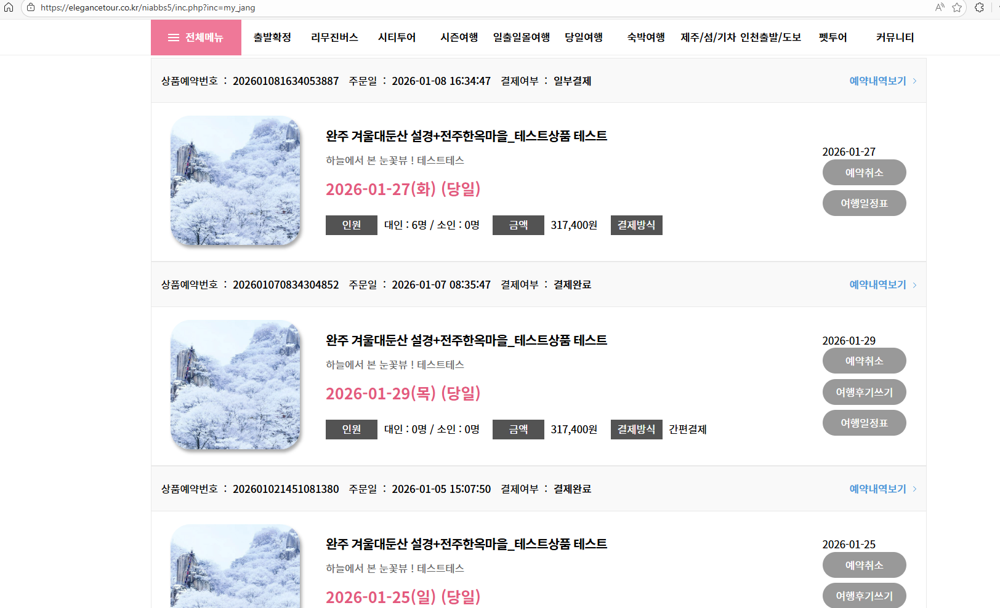 https://elegancetour.co.kr/niabbs5/inc.php?inc=my_jang
전체메뉴 출발확정 리무진버스 시티투어 시즌여행 일출일몰여행 당일여행 숙박여행 제주/섬/기차 인천출발/도보 펫투어 커뮤니티
상품예약번호 : 202601081634053887 주문일 : 2026-01-08 16:34:47 결제여부 : 일부결제 예약내역보기 >
완주 겨울대둔산 설경+전주한옥마을_테스트상품 테스트
하늘에서 본 눈꽃뷰 ! 테스트테스
2026-01-27(화) (당일)
인원 대인 : 6명 / 소인 : 0명 금액 317,400원 결제방식
2026-01-27
예약취소
여행일정표
상품예약번호 : 202601070834304852 주문일 : 2026-01-07 08:35:47 결제여부 : 결제완료 예약내역보기 >
완주 겨울대둔산 설경+전주한옥마을_테스트상품 테스트
하늘에서 본 눈꽃뷰 ! 테스트테스
2026-01-29(목) (당일)
인원 대인 : 0명 / 소인 : 0명 금액 317,400원 결제방식 간편결제
2026-01-29
예약취소
여행후기쓰기
여행일정표
상품예약번호 : 202601021451081380 주문일 : 2026-01-05 15:07:50 결제여부 : 결제완료 예약내역보기 >
완주 겨울대둔산 설경+전주한옥마을_테스트상품 테스트
하늘에서 본 눈꽃뷰 ! 테스트테스
2026-01-25(일) (당일)
2026-01-25
예약취소
여행후기쓰기